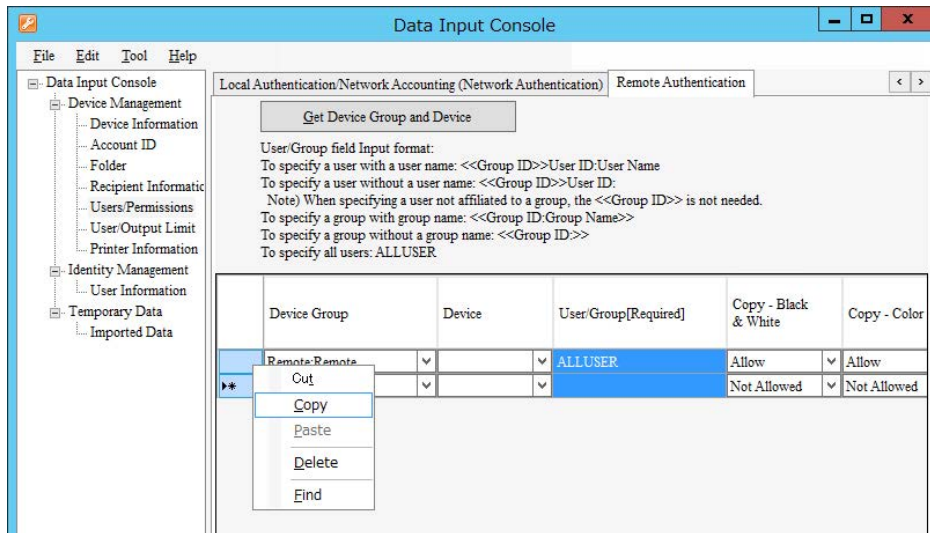 Data Input Console
File Edit Tool Help
Data Input Console
Device Management
Device Information
Account ID
Folder
Recipient Informatic
Users/Permissions
User/Output Limit
Printer Information
Identity Management
User Information
Temporary Data
Imported Data
Local Authentication/Network Accounting (Network Authentication) Remote Authentication
Get Device Group and Device
User/Group field Input format:
To specify a user with a user name: <<Group ID>>User ID:User Name
To specify a user without a user name: <<Group ID>>User ID:
Note) When specifying a user not affiliated to a group, the <<Group ID>> is not needed.
To specify a group with group name: <<Group ID:Group Name>>
To specify a group without a group name: <<Group ID:>>
To specify all users: ALLUSER
Device Group Device User/Group[Required] Copy - Black & White Copy - Color
Remote:Remote ALLUSER Allow Allow
Not Allowed Not Allowed
Cut
Copy
Paste
Delete
Find